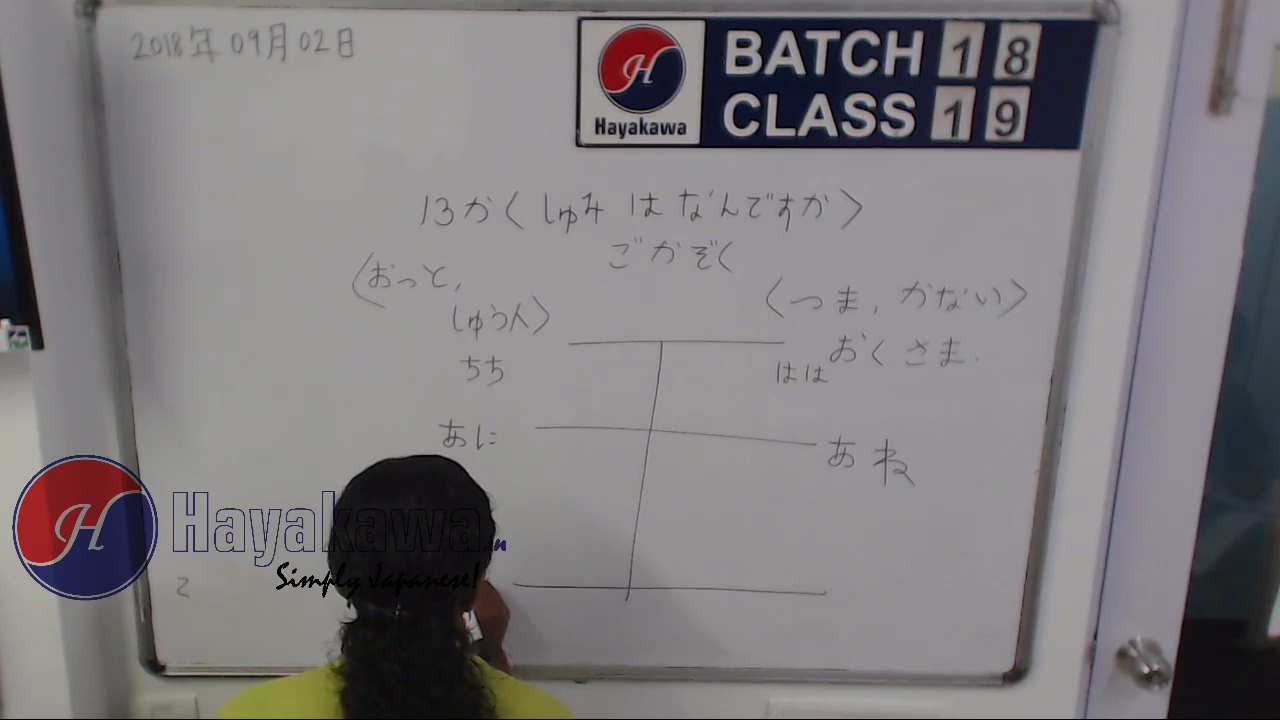 2018年09月02日
BATCH 18
CLASS 19
H
Hayakawa
13か〈しゅみ は なんですか〉
ごかぞく
〈おっと,
しゅう人〉
〈つま, かない〉
おくさま.
ちち
はは
あに
あね
H
Hayakawa.in
Simply Japanese!